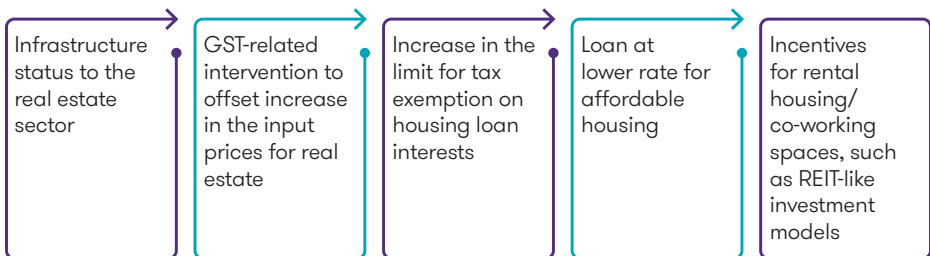 Infrastructure
status to the
real estate
sector
GST-related
intervention to
offset increase
in the input
prices for real
estate
Increase in the
limit for tax
exemption on
housing loan
interests
Loan at
lower rate for
affordable
housing
Incentives
for rental
housing/
co-working
spaces, such
as REIT-like
investment
models